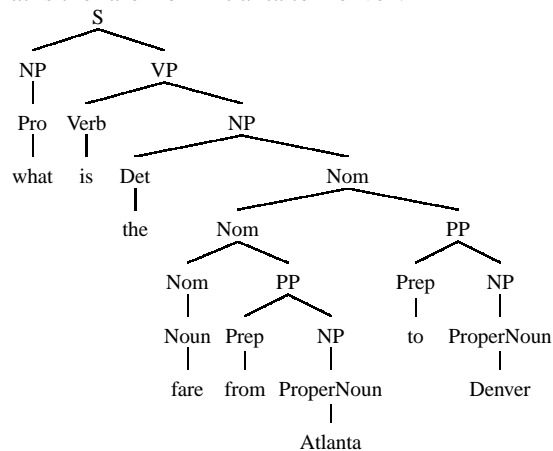 S
NP VP
Pro Verb NP
what is Det Nom
the Nom PP
Nom PP Prep NP
Noun Prep NP to ProperNoun
fare from ProperNoun Denver
Atlanta